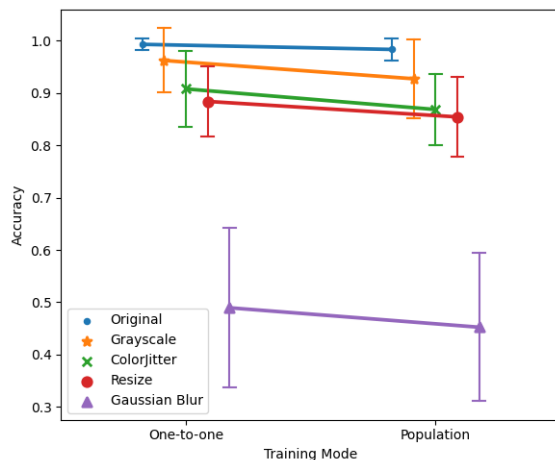 1.0
0.9
0.8
0.7
0.6
0.5
0.4
0.3
Accuracy
Original
Grayscale
ColorJitter
Resize
Gaussian Blur
One-to-one
Population
Training Mode